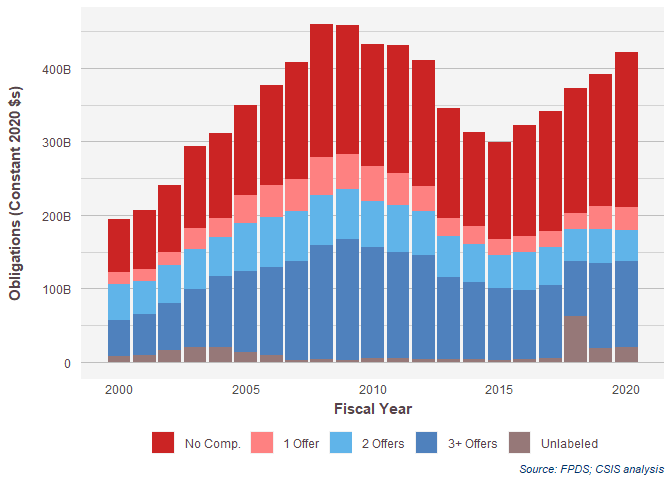 Obligations (Constant 2020 $s)
400B
300B
200B
100B
0
2000 2005 2010 2015 2020
Fiscal Year
No Comp. 1 Offer 2 Offers 3+ Offers Unlabeled
Source: FPDS; CSIS analysis